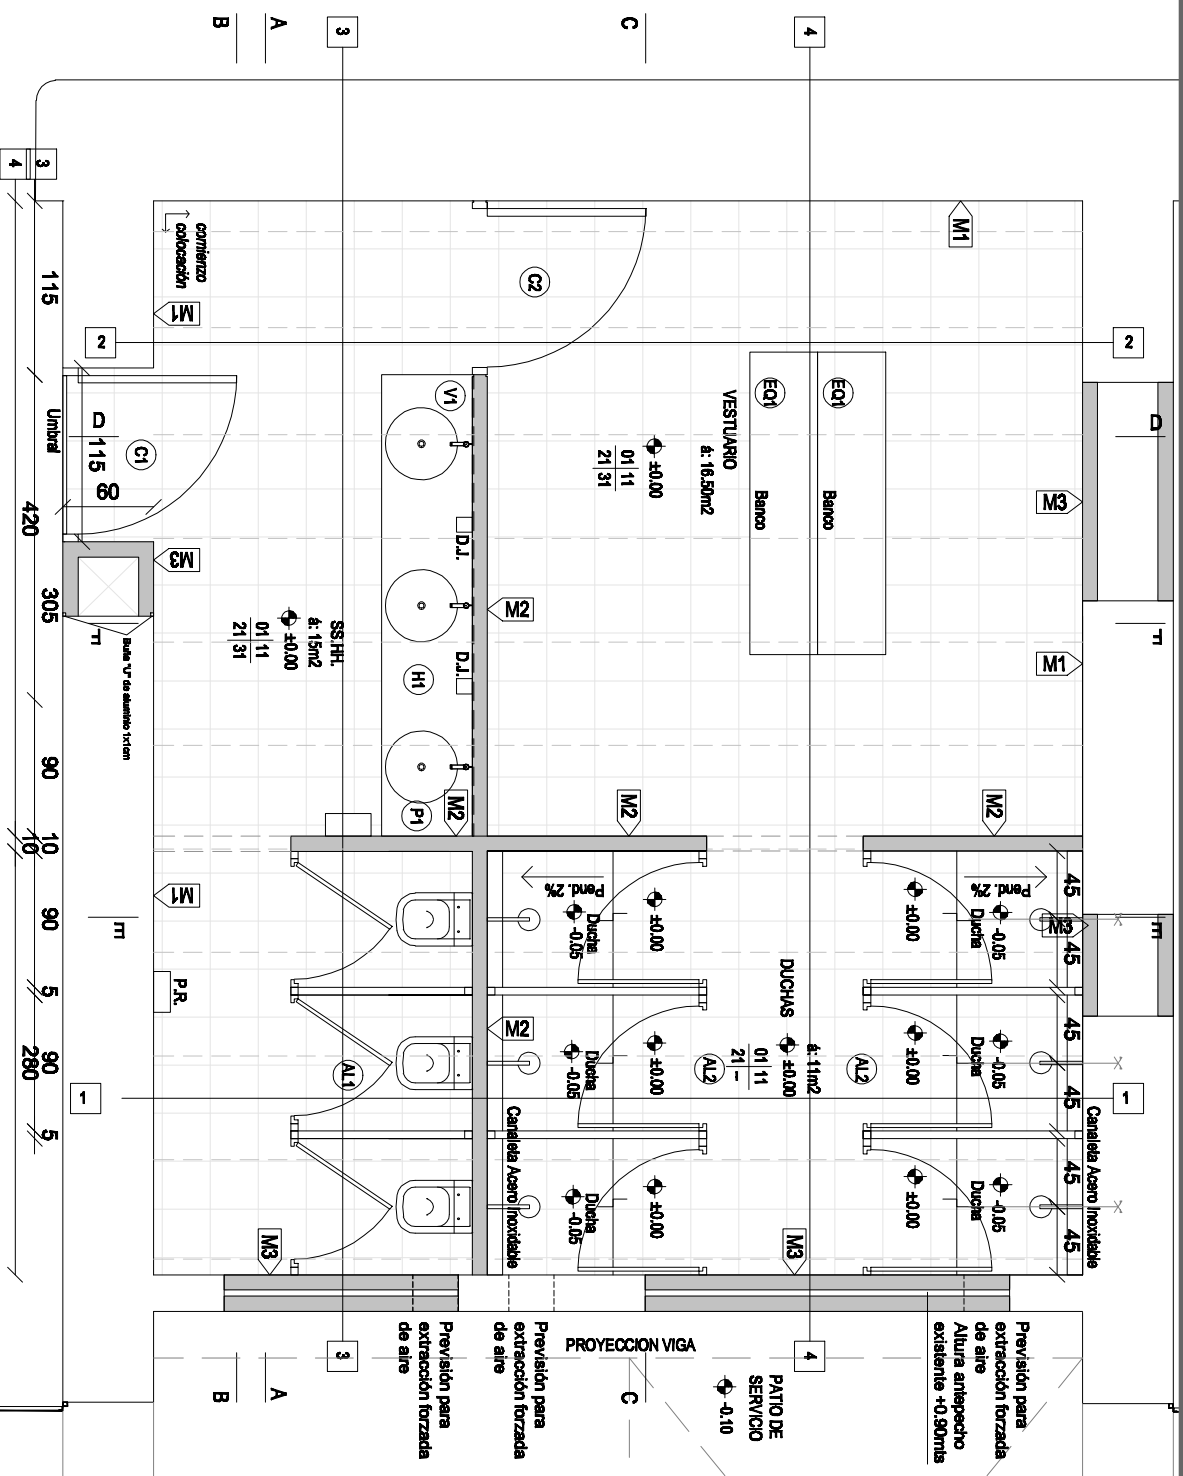 B
A
3
C
4
4
3
comienzo
colocación
M1
M1
C2
2
2
115
D
115
C1
60
Umbral
420
V1
EQ1
EQ1
VESTUARIO
á: 16.50m2
±0.00
01 11
21 31
Banco
Banco
D
M3
M3
D.J.
D.J.
M2
SS.HH.
á: 15m2
±0.00
01 11
21 31
H1
P1
305
F
F
Buña "U" de aluminio 1x1cm
M1
90
M2
M2
M2
10
10
M1
90
E
E
P.R.
5
90
280
5
Pend. 2%
Pend. 2%
±0.00
±0.00
Ducha
-0.05
Ducha
-0.05
45
45
M3
DUCHAS
á: 11m2
±0.00
01 11
21 --
M2
AL1
AL2
AL2
±0.00
±0.00
Ducha
-0.05
Ducha
-0.05
45
45
1
1
Canaleta Acero Inoxidable
Canaleta Acero Inoxidable
±0.00
±0.00
Ducha
-0.05
Ducha
-0.05
45
45
M3
M3
Previsión para
extracción forzada
de aire
Previsión para
extracción forzada
de aire
PROYECCION VIGA
Previsión para
extracción forzada
de aire
Altura antepecho
existente +0.90mts
PATIO DE
SERVICIO
-0.10
B
A
3
C
4